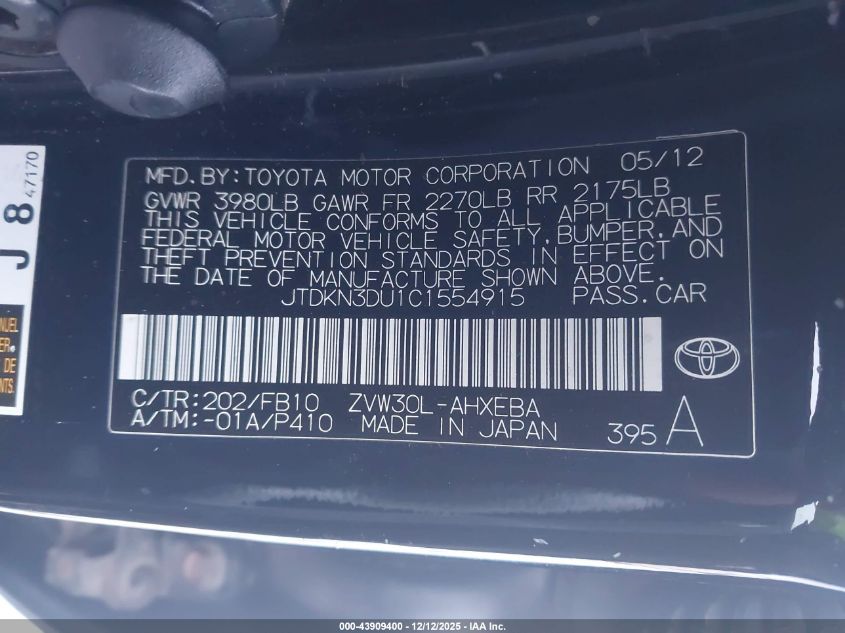 MFD. BY: TOYOTA MOTOR CORPORATION 05/12
GVWR 3980LB GAWR FR 2270LB RR 2175LB
THIS VEHICLE CONFORMS TO ALL APPLICABLE
FEDERAL MOTOR VEHICLE SAFETY, BUMPER, AND
THEFT PREVENTION STANDARDS IN EFFECT ON
THE DATE OF MANUFACTURE SHOWN ABOVE.
JTDKN3DU1C1554915 PASS. CAR
C/TR: 202/FB10 ZVW30L-AHXEBA
A/TM: -01A/P410 MADE IN JAPAN 395 A
J 8 47170
DE
000-43909400 - 12/12/2025 - IAA Inc.